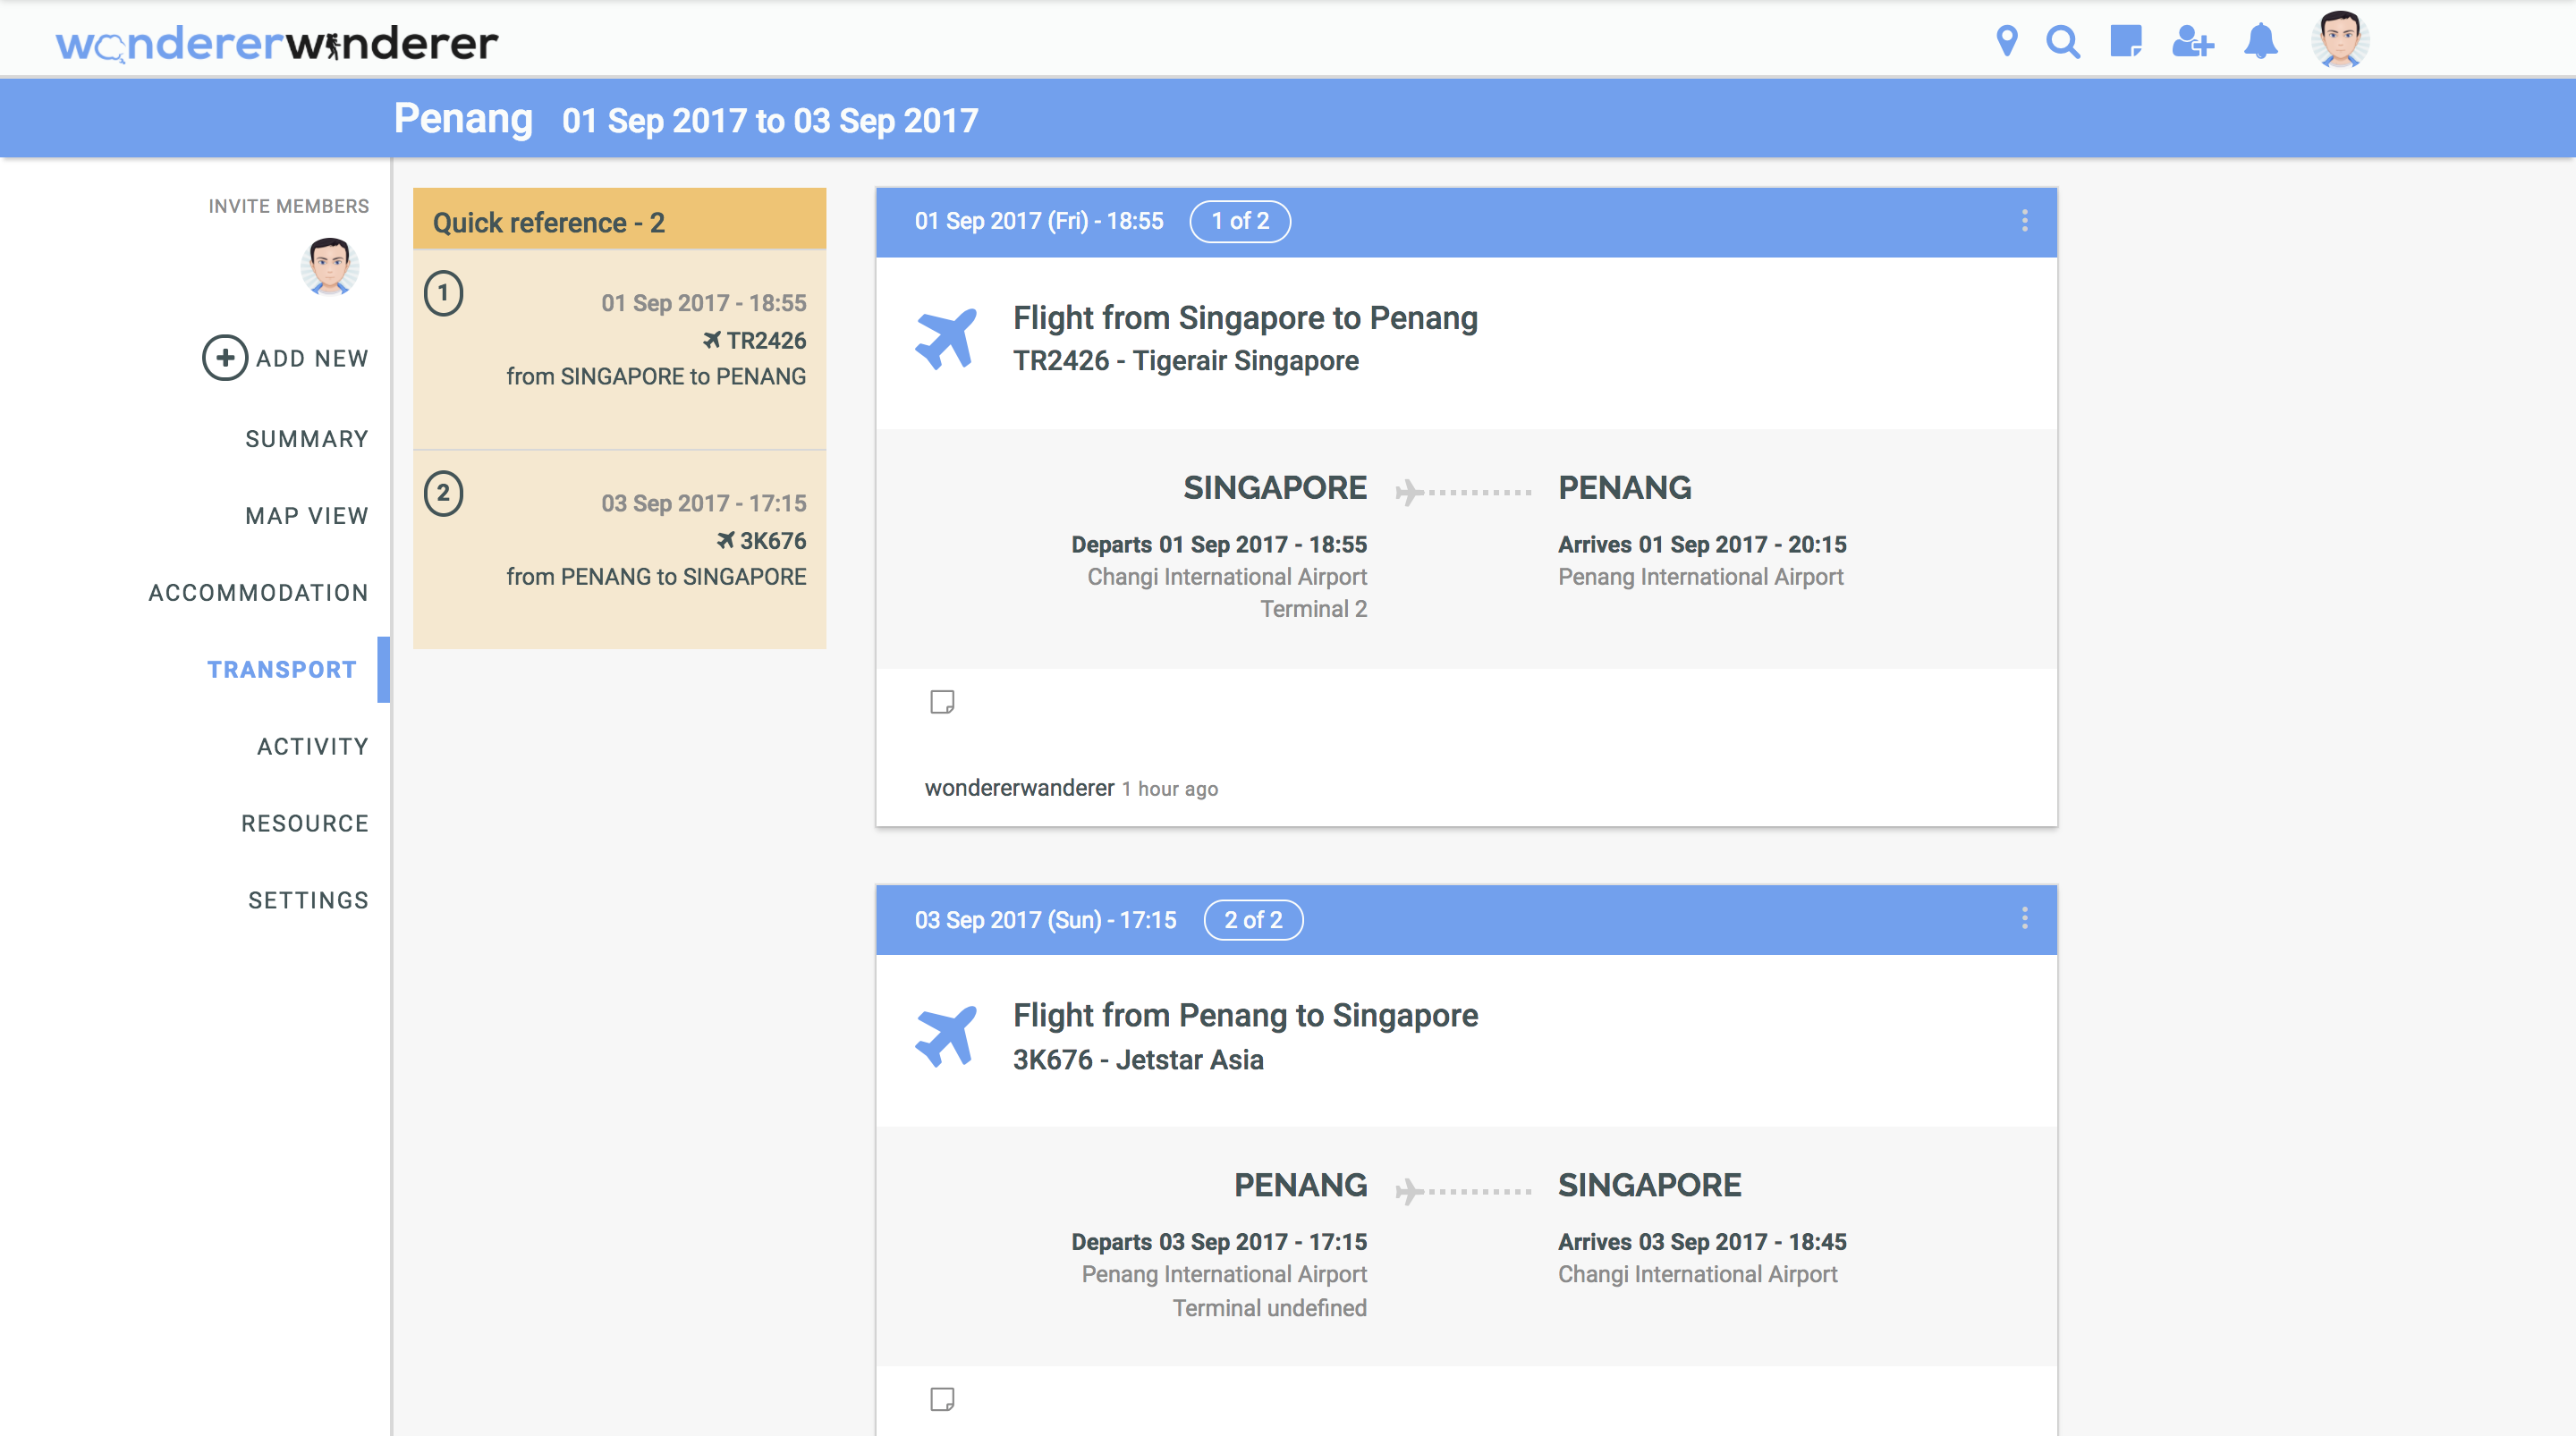 wondererwanderer
Penang 01 Sep 2017 to 03 Sep 2017
INVITE MEMBERS
ADD NEW
SUMMARY
MAP VIEW
ACCOMMODATION
TRANSPORT
ACTIVITY
RESOURCE
SETTINGS
Quick reference - 2
1
01 Sep 2017 - 18:55
TR2426
from SINGAPORE to PENANG
2
03 Sep 2017 - 17:15
3K676
from PENANG to SINGAPORE
01 Sep 2017 (Fri) - 18:55 1 of 2
Flight from Singapore to Penang
TR2426 - Tigerair Singapore
SINGAPORE PENANG
Departs 01 Sep 2017 - 18:55 Arrives 01 Sep 2017 - 20:15
Changi International Airport Penang International Airport
Terminal 2
wondererwanderer 1 hour ago
03 Sep 2017 (Sun) - 17:15 2 of 2
Flight from Penang to Singapore
3K676 - Jetstar Asia
PENANG SINGAPORE
Departs 03 Sep 2017 - 17:15 Arrives 03 Sep 2017 - 18:45
Penang International Airport Changi International Airport
Terminal undefined